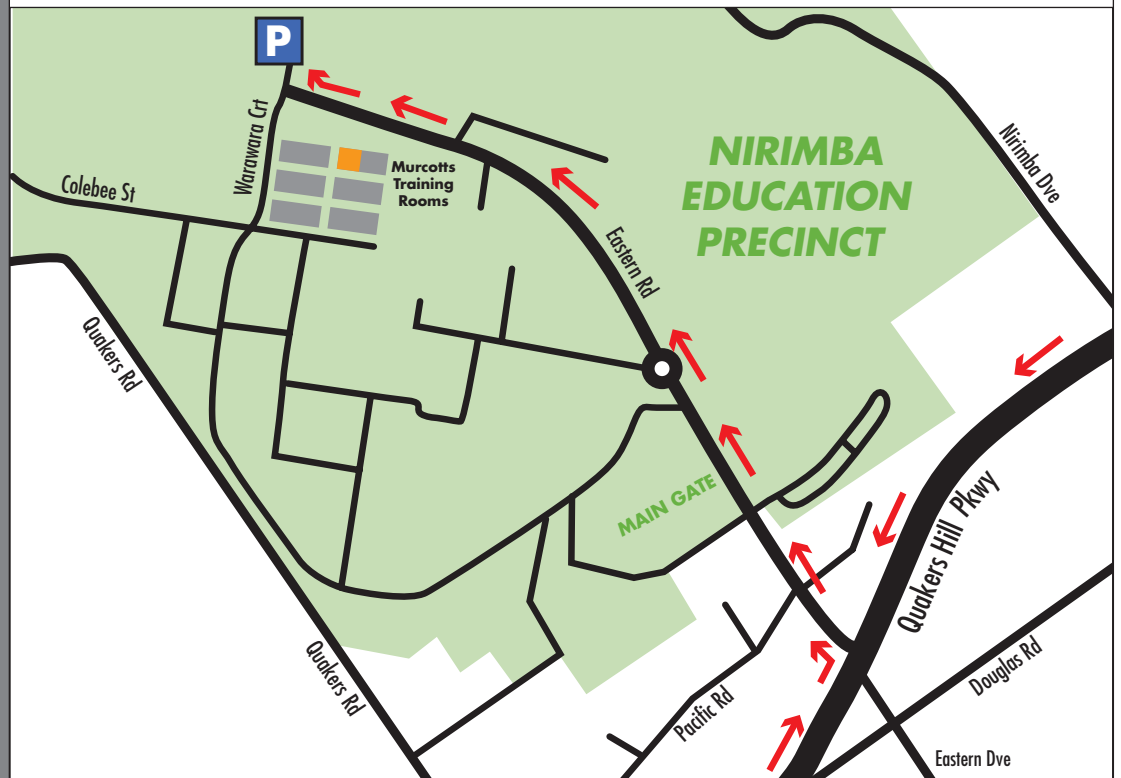 P
Warawara Crt
Colebee St
Murcotts
Training
Rooms
NIRIMBA
EDUCATION
PRECINCT
Nirimba Dve
Eastern Rd
Quakers Rd
MAIN GATE
Quakers Hill Pkwy
Quakers Rd
Pacific Rd
Douglas Rd
Eastern Dve